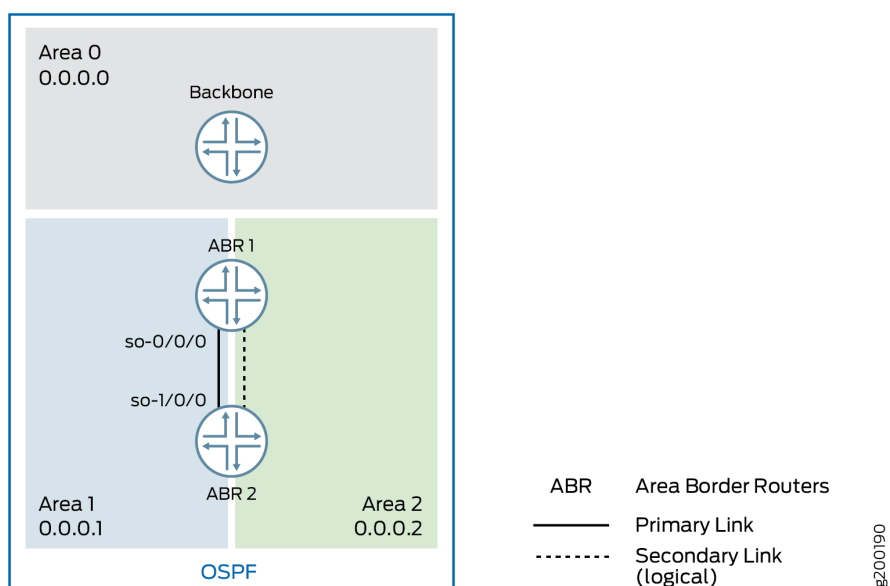 Area 0
0.0.0.0
Backbone
ABR 1
so-0/0/0
so-1/0/0
ABR 2
Area 1
0.0.0.1
Area 2
0.0.0.2
OSPF
ABR Area Border Routers
Primary Link
Secondary Link
(logical)
g200190